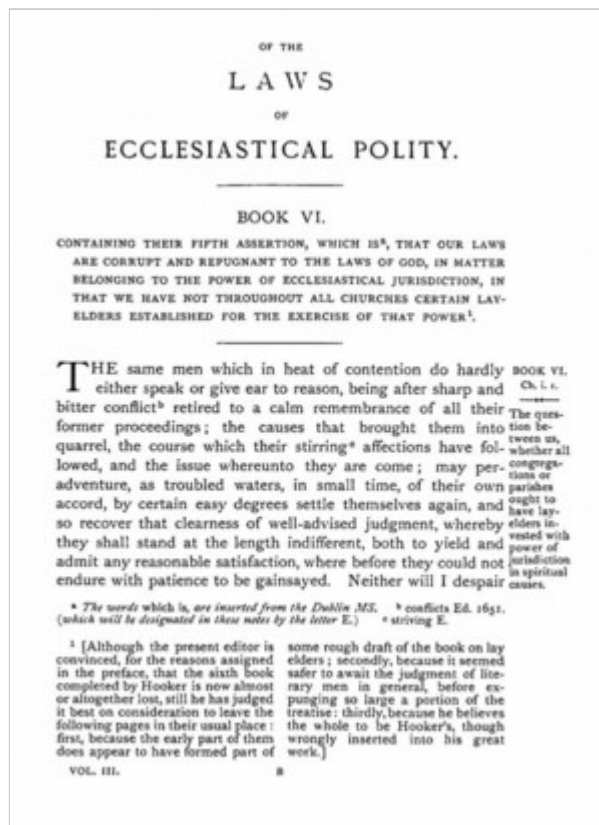 OF THE
LAWS
OF
ECCLESIASTICAL POLITY.
BOOK VI.
CONTAINING THEIR FIFTH ASSERTION, WHICH ISᵃ, THAT OUR LAWS
ARE CORRUPT AND REPUGNANT TO THE LAWS OF GOD, IN MATTER
BELONGING TO THE POWER OF ECCLESIASTICAL JURISDICTION, IN
THAT WE HAVE NOT THROUGHOUT ALL CHURCHES CERTAIN LAY-
ELDERS ESTABLISHED FOR THE EXERCISE OF THAT POWER¹.
THE same men which in heat of contention do hardly
either speak or give ear to reason, being after sharp and
bitter conflictᵇ retired to a calm remembrance of all their
former proceedings; the causes that brought them into
quarrel, the course which their stirringᶜ affections have fol-
lowed, and the issue whereunto they are come; may per-
adventure, as troubled waters, in small time, of their own
accord, by certain easy degrees settle themselves again, and
so recover that clearness of well-advised judgment, whereby
they shall stand at the length indifferent, both to yield and
admit any reasonable satisfaction, where before they could not
endure with patience to be gainsayed. Neither will I despair
BOOK VI.
Ch. i. 1.
The ques-
tion be-
tween us,
whether all
congrega-
tions or
parishes
ought to
have lay-
elders in-
vested with
power of
jurisdiction
in spiritual
causes.
ᵃ The words which is, are inserted from the Dublin MS. ᵇ conflicts Ed. 1651.
(which will be designated in these notes by the letter E.) ᶜ striving E.
¹ [Although the present editor is
convinced, for the reasons assigned
in the preface, that the sixth book
completed by Hooker is now almost
or altogether lost, still he has judged
it best on consideration to leave the
following pages in their usual place:
first, because the early part of them
does appear to have formed part of
some rough draft of the book on lay
elders; secondly, because it seemed
safer to await the judgment of lite-
rary men in general, before ex-
punging so large a portion of the
treatise: thirdly, because he believes
the whole to be Hooker's, though
wrongly inserted into his great
work.]
VOL. III. B